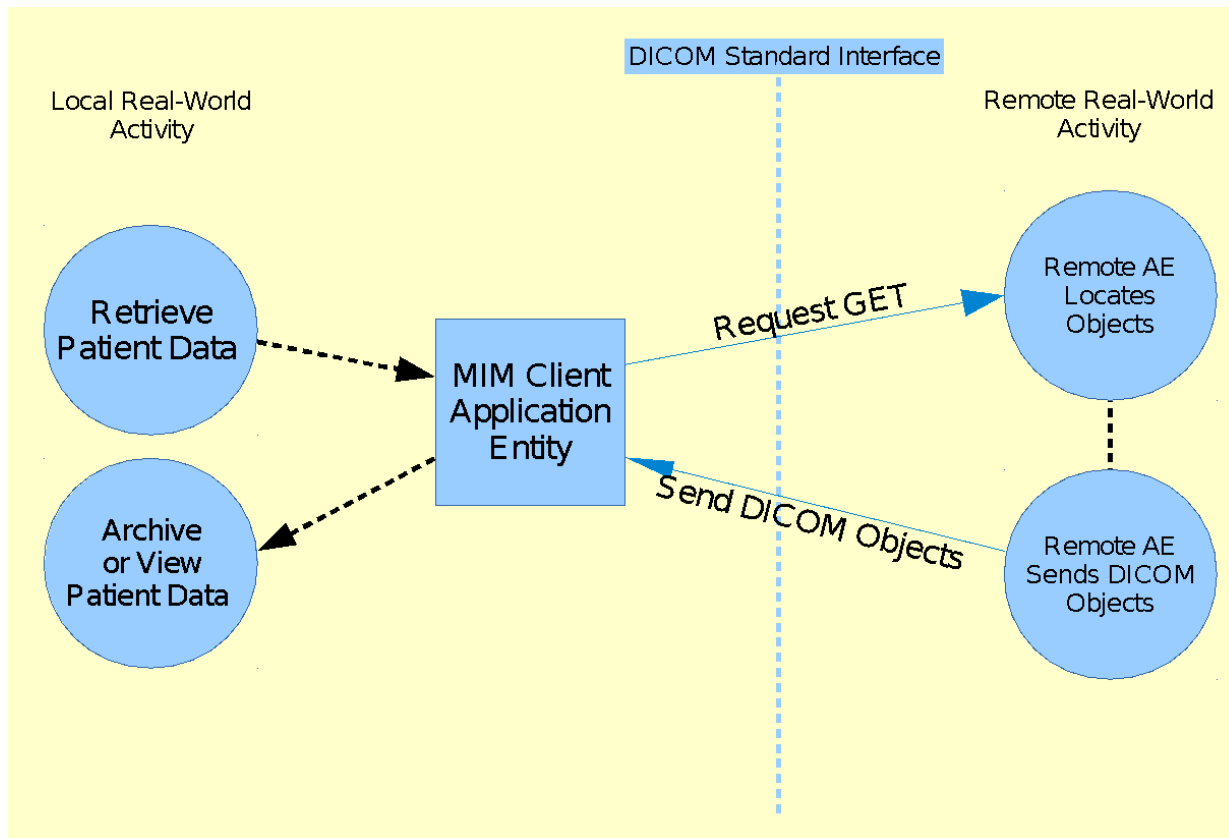 DICOM Standard Interface
Local Real-World
Activity
Remote Real-World
Activity
Retrieve
Patient Data
MIM Client
Application
Entity
Request GET
Remote AE
Locates
Objects
Archive
or View
Patient Data
Send DICOM Objects
Remote AE
Sends DICOM
Objects